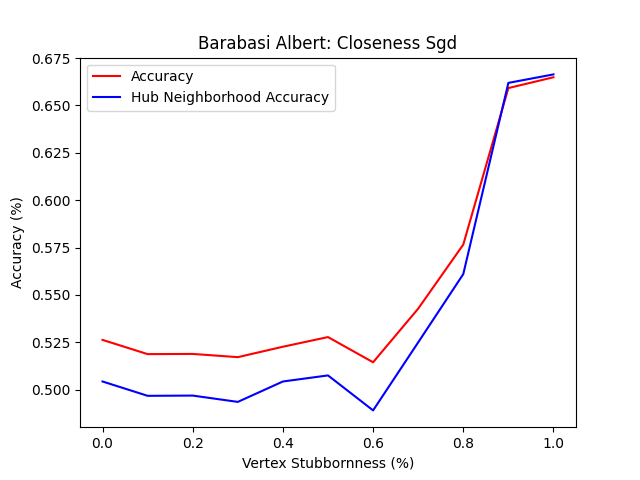 Barabasi Albert: Closeness Sgd
Accuracy
Hub Neighborhood Accuracy
Accuracy (%)
0.675
0.650
0.625
0.600
0.575
0.550
0.525
0.500
0.0 0.2 0.4 0.6 0.8 1.0
Vertex Stubbornness (%)